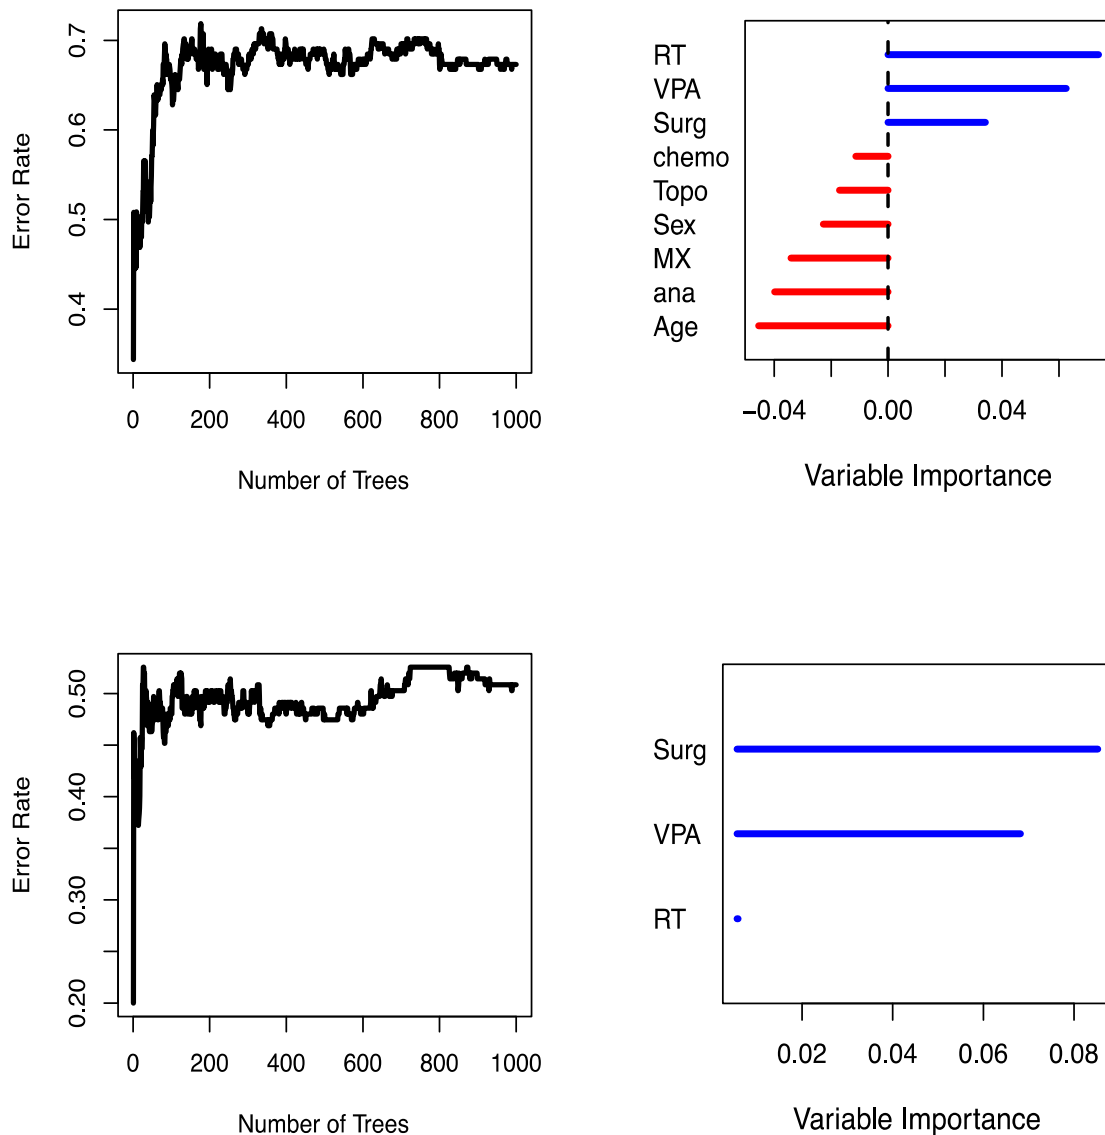 Error Rate
0.7
0.6
0.5
0.4
0
200
400
600
800
1000
Number of Trees
RT
VPA
Surg
chemo
Topo
Sex
MX
ana
Age
−0.04
0.00
0.04
Variable Importance
Error Rate
0.50
0.40
0.30
0.20
0
200
400
600
800
1000
Number of Trees
Surg
VPA
RT
0.02
0.04
0.06
0.08
Variable Importance